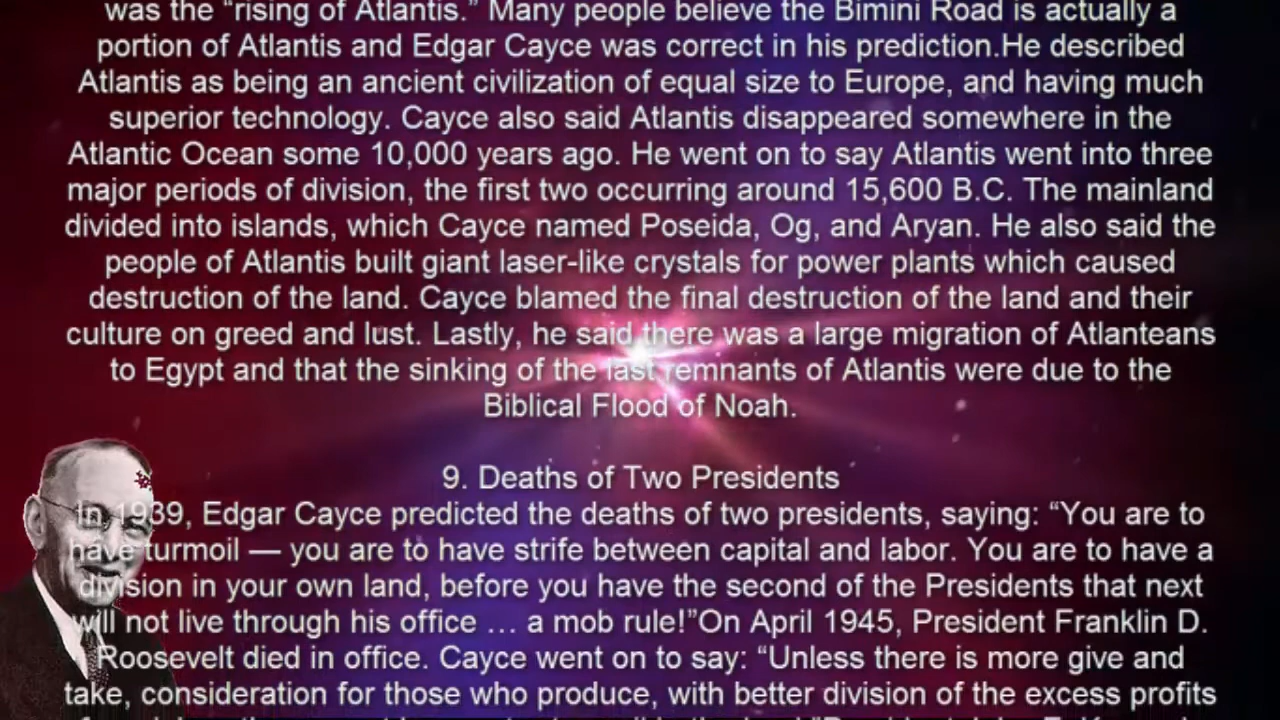 was the “rising of Atlantis.” Many people believe the Bimini Road is actually a
portion of Atlantis and Edgar Cayce was correct in his prediction.He described
Atlantis as being an ancient civilization of equal size to Europe, and having much
superior technology. Cayce also said Atlantis disappeared somewhere in the
Atlantic Ocean some 10,000 years ago. He went on to say Atlantis went into three
major periods of division, the first two occurring around 15,600 B.C. The mainland
divided into islands, which Cayce named Poseida, Og, and Aryan. He also said the
people of Atlantis built giant laser-like crystals for power plants which caused
destruction of the land. Cayce blamed the final destruction of the land and their
culture on greed and lust. Lastly, he said there was a large migration of Atlanteans
to Egypt and that the sinking of the last remnants of Atlantis were due to the
Biblical Flood of Noah.
9. Deaths of Two Presidents
In 1939, Edgar Cayce predicted the deaths of two presidents, saying: “You are to
have turmoil — you are to have strife between capital and labor. You are to have a
division in your own land, before you have the second of the Presidents that next
will not live through his office … a mob rule!”On April 1945, President Franklin D.
Roosevelt died in office. Cayce went on to say: “Unless there is more give and
take, consideration for those who produce, with better division of the excess profits